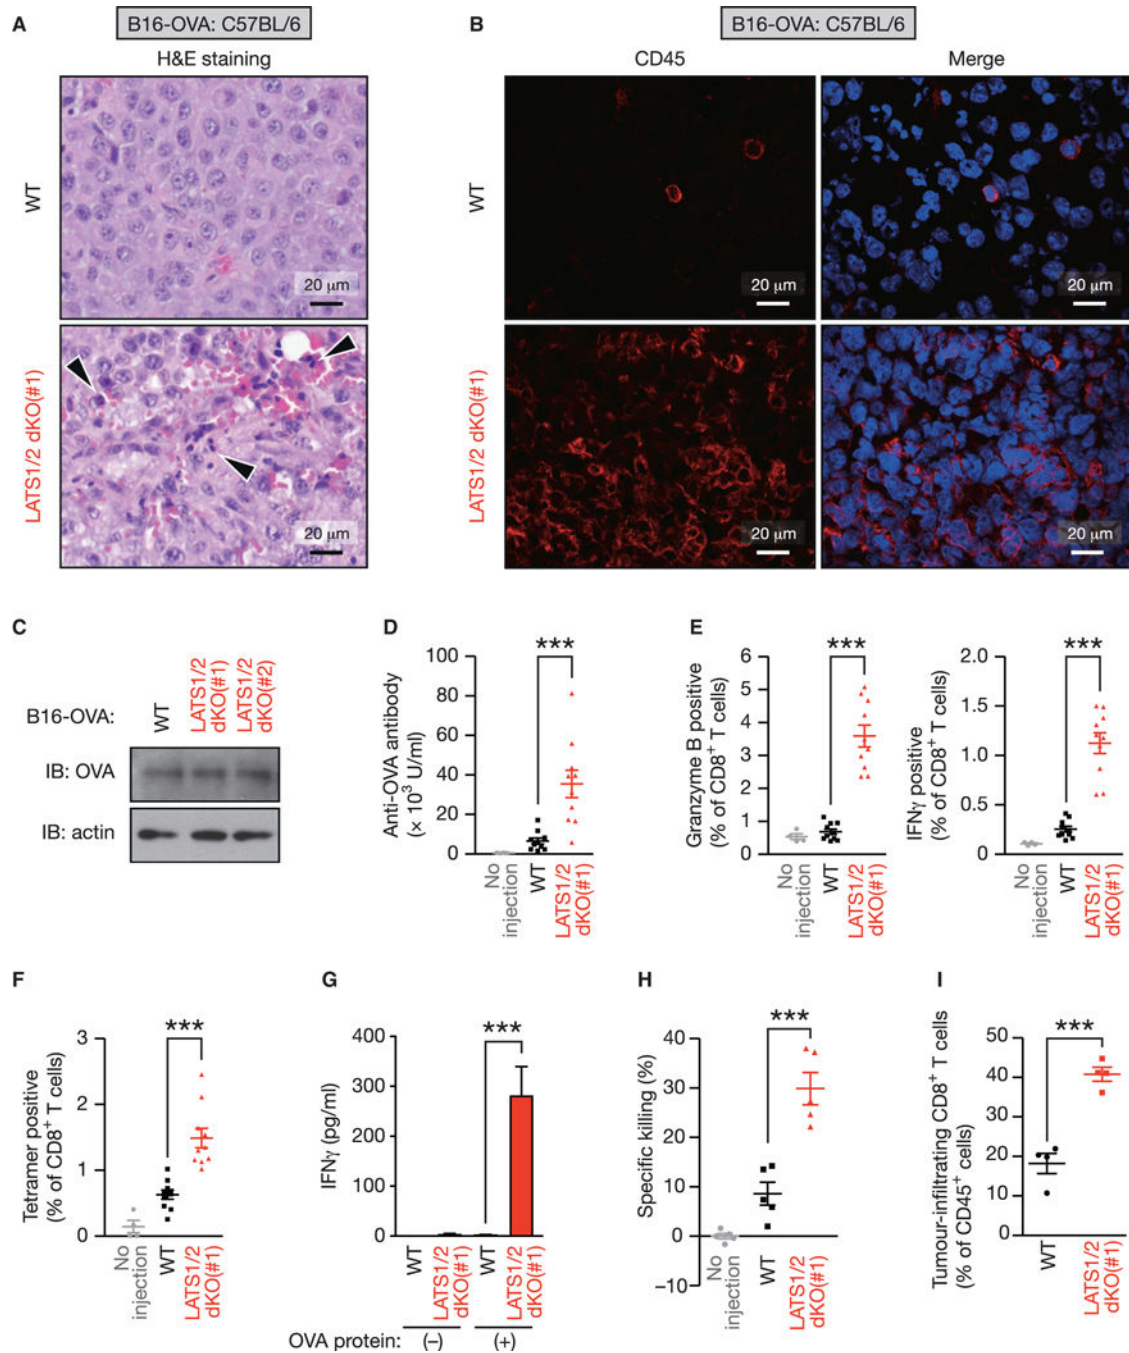 A
B16-OVA: C57BL/6
H&E staining
WT
20 μm
LATS1/2 dKO(#1)
20 μm
B
B16-OVA: C57BL/6
CD45
Merge
WT
20 μm
20 μm
LATS1/2 dKO(#1)
20 μm
20 μm
C
B16-OVA:
WT
LATS1/2
dKO(#1)
LATS1/2
dKO(#2)
IB: OVA
IB: actin
D
Anti-OVA antibody
(× 10³ U/ml)
100
80
60
40
20
0
***
No
injection
WT
LATS1/2
dKO(#1)
E
Granzyme B positive
(% of CD8⁺ T cells)
6
5
4
3
2
1
0
***
No
injection
WT
LATS1/2
dKO(#1)
IFNγ positive
(% of CD8⁺ T cells)
2.0
1.5
1.0
0.5
0
***
No
injection
WT
LATS1/2
dKO(#1)
F
Tetramer positive
(% of CD8⁺ T cells)
3
2
1
0
***
No
injection
WT
LATS1/2
dKO(#1)
G
IFNγ (pg/ml)
400
300
200
100
0
***
WT
LATS1/2
dKO(#1)
WT
LATS1/2
dKO(#1)
OVA protein: (–) (+)
H
Specific killing (%)
40
30
20
10
0
–10
***
No
injection
WT
LATS1/2
dKO(#1)
I
Tumour-infiltrating CD8⁺ T cells
(% of CD45⁺ cells)
50
40
30
20
10
0
***
WT
LATS1/2
dKO(#1)